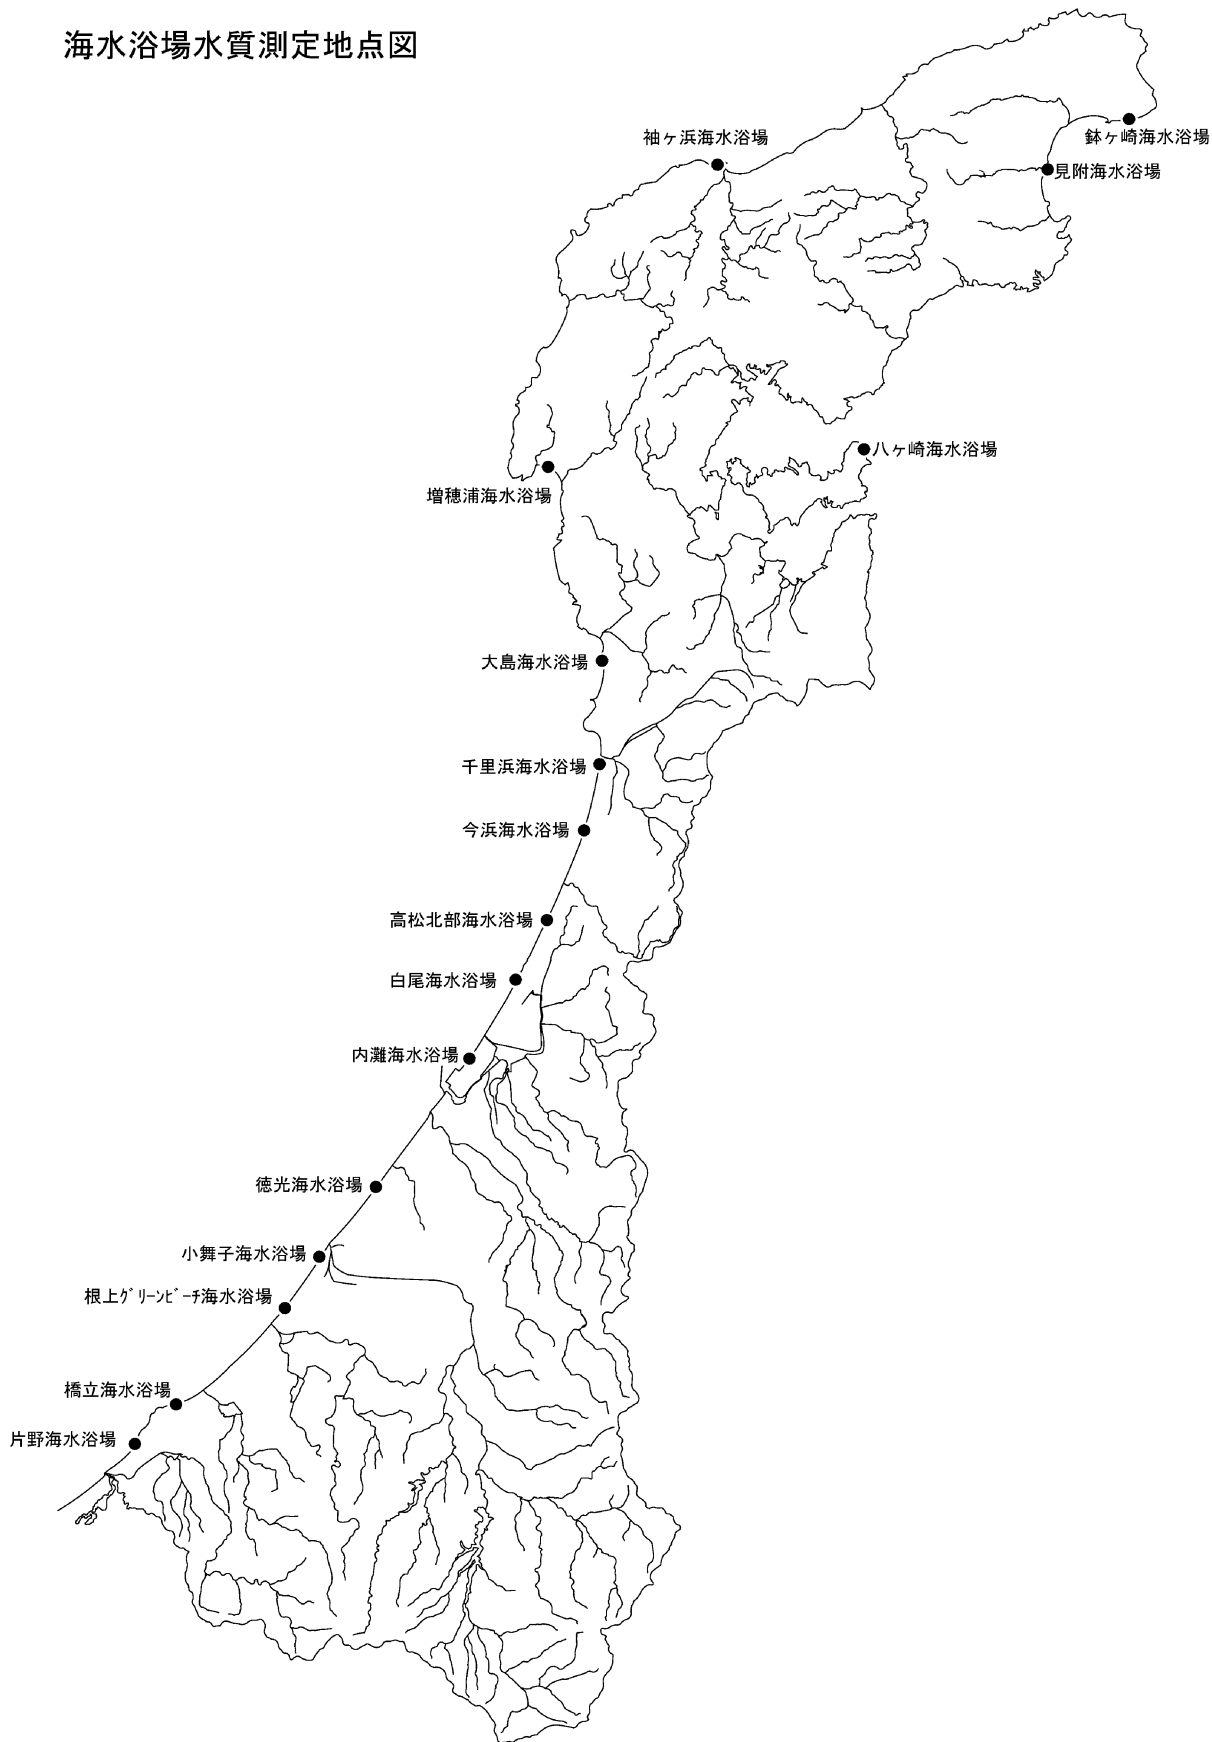 海水浴場水質測定地点図
袖ヶ浜海水浴場
鉢ヶ崎海水浴場
見附海水浴場
八ヶ崎海水浴場
増穂浦海水浴場
大島海水浴場
千里浜海水浴場
今浜海水浴場
高松北部海水浴場
白尾海水浴場
内灘海水浴場
徳光海水浴場
小舞子海水浴場
根上ｸﾞﾘｰﾝﾋﾞｰﾁ海水浴場
橋立海水浴場
片野海水浴場